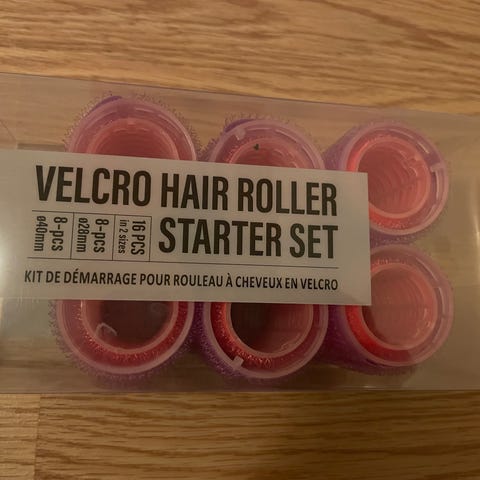 VELCRO HAIR ROLLER
STARTER SET
16 PCS
in 2 sizes
8-pcs
ø28mm
8-pcs
ø40mm
KIT DE DÉMARRAGE POUR ROULEAU À CHEVEUX EN VELCRO